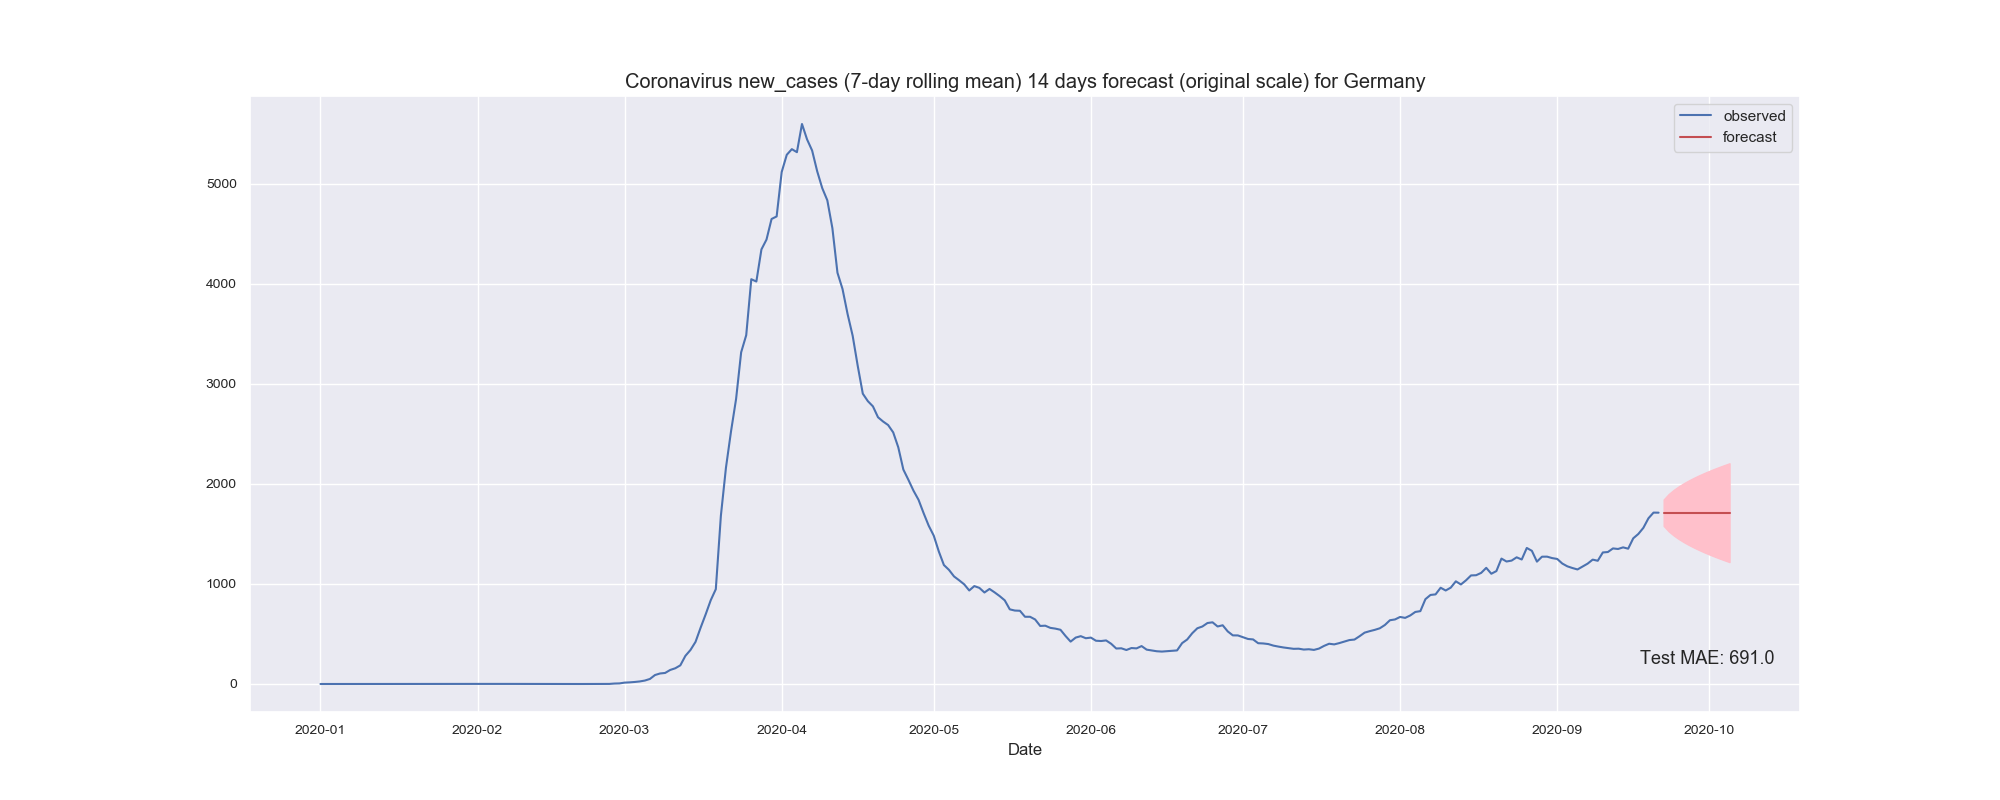 Coronavirus new_cases (7-day rolling mean) 14 days forecast (original scale) for Germany
observed
forecast
5000
4000
3000
2000
1000
0
Test MAE: 691.0
2020-01 2020-02 2020-03 2020-04 2020-05 2020-06 2020-07 2020-08 2020-09 2020-10
Date